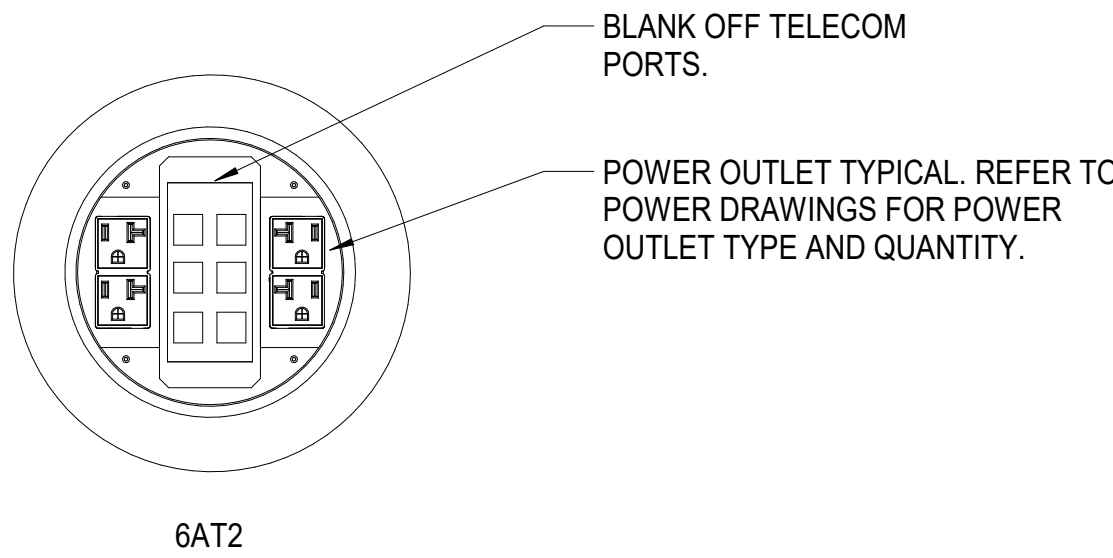 BLANK OFF TELECOM
PORTS.
POWER OUTLET TYPICAL. REFER TO
POWER DRAWINGS FOR POWER
OUTLET TYPE AND QUANTITY.
6AT2